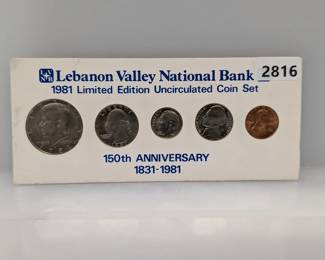 Lebanon Valley National Bank
2816
1981 Limited Edition Uncirculated Coin Set
150th ANNIVERSARY
1831-1981